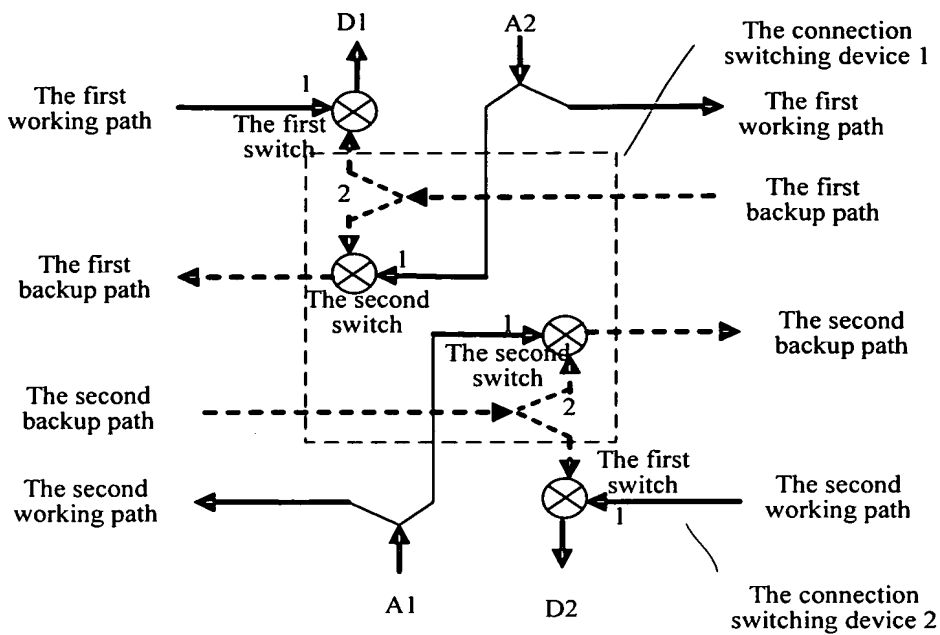 D1
A2
The connection
switching device 1
The first
working path
1
The first
switch
The first
working path
2
The first
backup path
The first
backup path
1
The second
switch
1
The second
switch
The second
backup path
The second
backup path
2
The first
switch
The second
working path
1
The second
working path
A1
D2
The connection
switching device 2